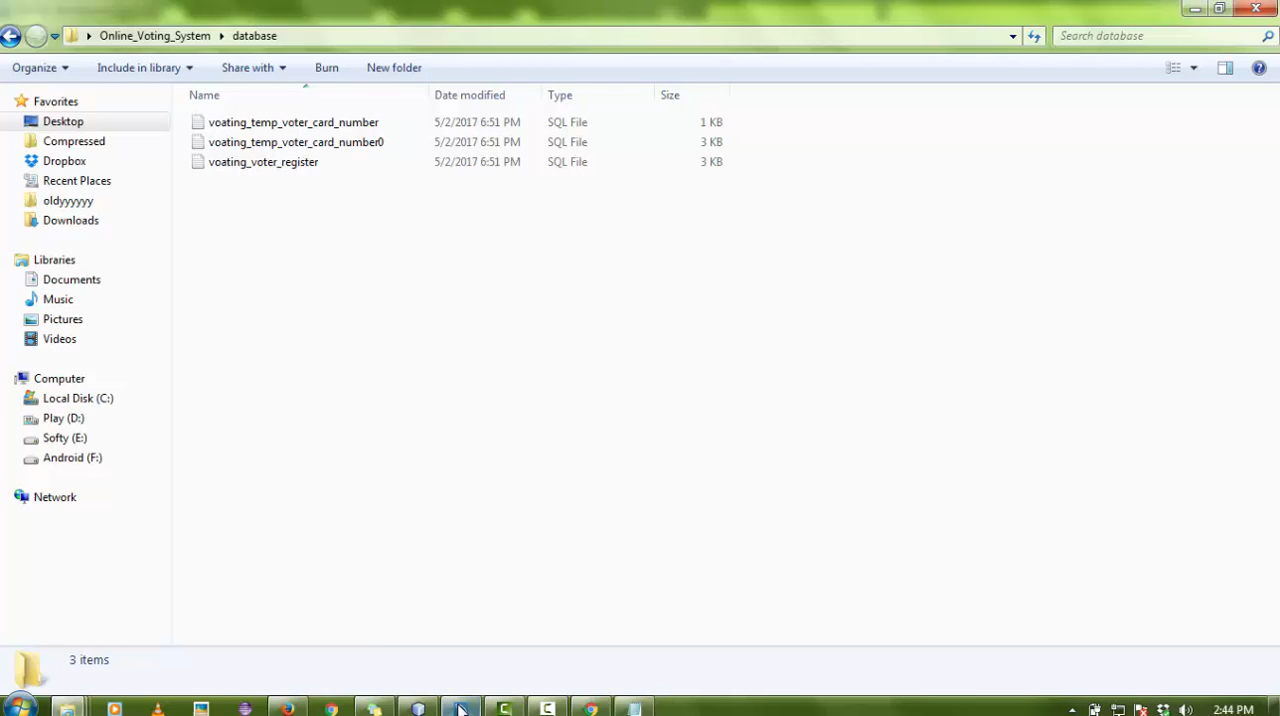 Online_Voting_System database
Search database
Organize Include in library Share with Burn New folder
Name Date modified Type Size
Favorites
Desktop
Compressed
Dropbox
Recent Places
oldyyyyyy
Downloads
Libraries
Documents
Music
Pictures
Videos
Computer
Local Disk (C:)
Play (D:)
Softy (E:)
Android (F:)
Network
voating_temp_voter_card_number 5/2/2017 6:51 PM SQL File 1 KB
voating_temp_voter_card_number0 5/2/2017 6:51 PM SQL File 3 KB
voating_voter_register 5/2/2017 6:51 PM SQL File 3 KB
3 items
2:44 PM